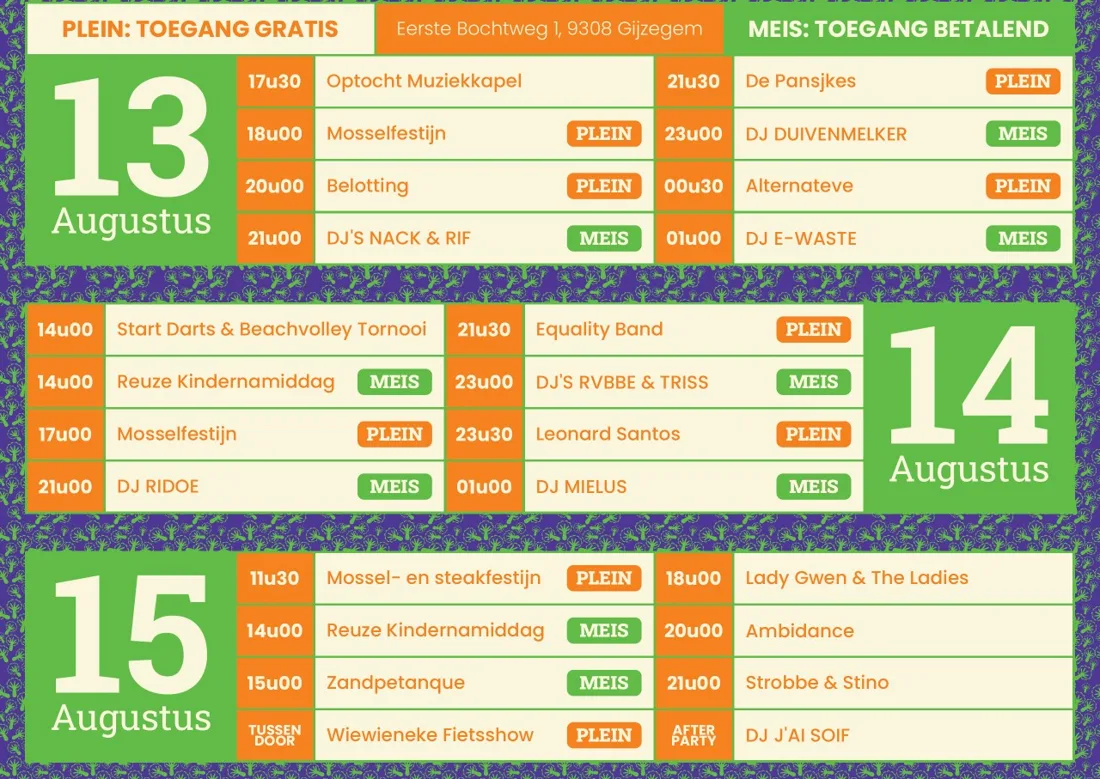 PLEIN: TOEGANG GRATIS
Eerste Bochtweg 1, 9308 Gijzegem
MEIS: TOEGANG BETALEND
13
Augustus
17u30 Optocht Muziekkapel
18u00 Mosselfestijn PLEIN
20u00 Belotting PLEIN
21u00 DJ'S NACK & RIF MEIS
21u30 De Pansjkes PLEIN
23u00 DJ DUIVENMELKER MEIS
00u30 Alternateve PLEIN
01u00 DJ E-WASTE MEIS
14u00 Start Darts & Beachvolley Tornooi
14u00 Reuze Kindernamiddag MEIS
17u00 Mosselfestijn PLEIN
21u00 DJ RIDOE MEIS
21u30 Equality Band PLEIN
23u00 DJ'S RVBBE & TRISS MEIS
23u30 Leonard Santos PLEIN
01u00 DJ MIELUS MEIS
14
Augustus
15
Augustus
11u30 Mossel- en steakfestijn PLEIN
14u00 Reuze Kindernamiddag MEIS
15u00 Zandpetanque MEIS
TUSSEN
DOOR
Wiewieneke Fietsshow PLEIN
18u00 Lady Gwen & The Ladies
20u00 Ambidance
21u00 Strobbe & Stino
AFTER
PARTY
DJ J'AI SOIF